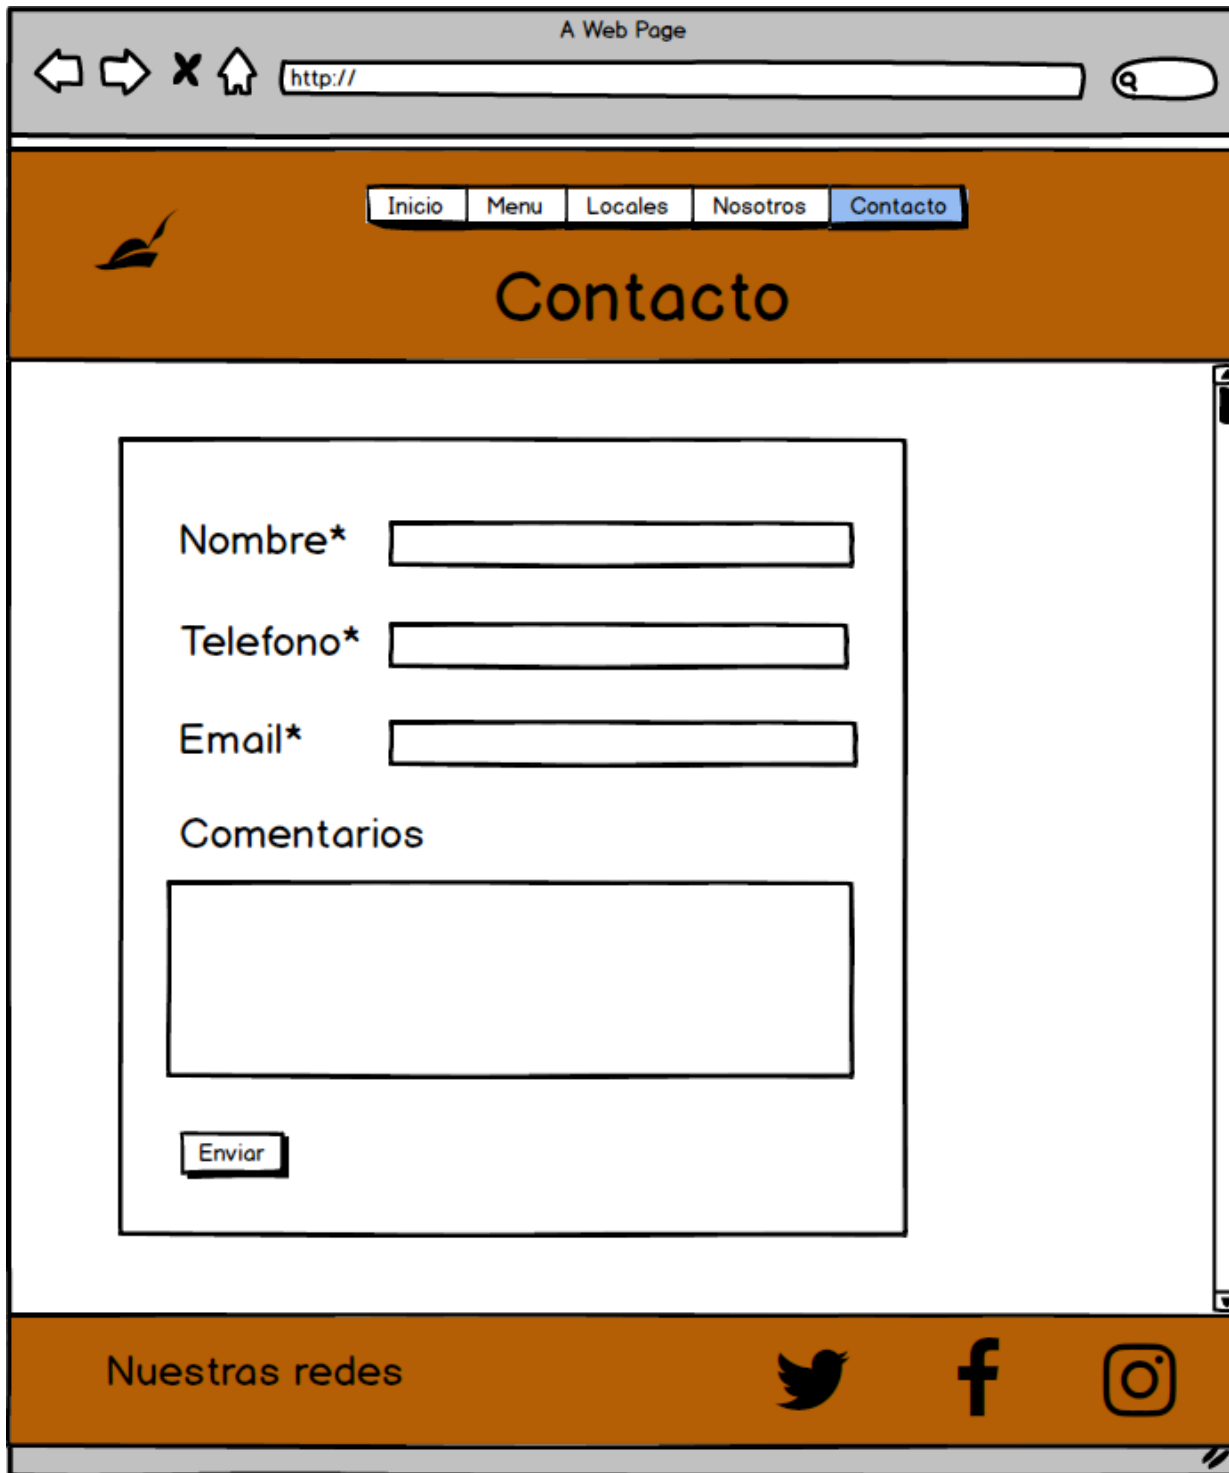 A Web Page
http://
Inicio Menu Locales Nosotros Contacto
Contacto
Nombre*
Telefono*
Email*
Comentarios
Enviar
Nuestras redes